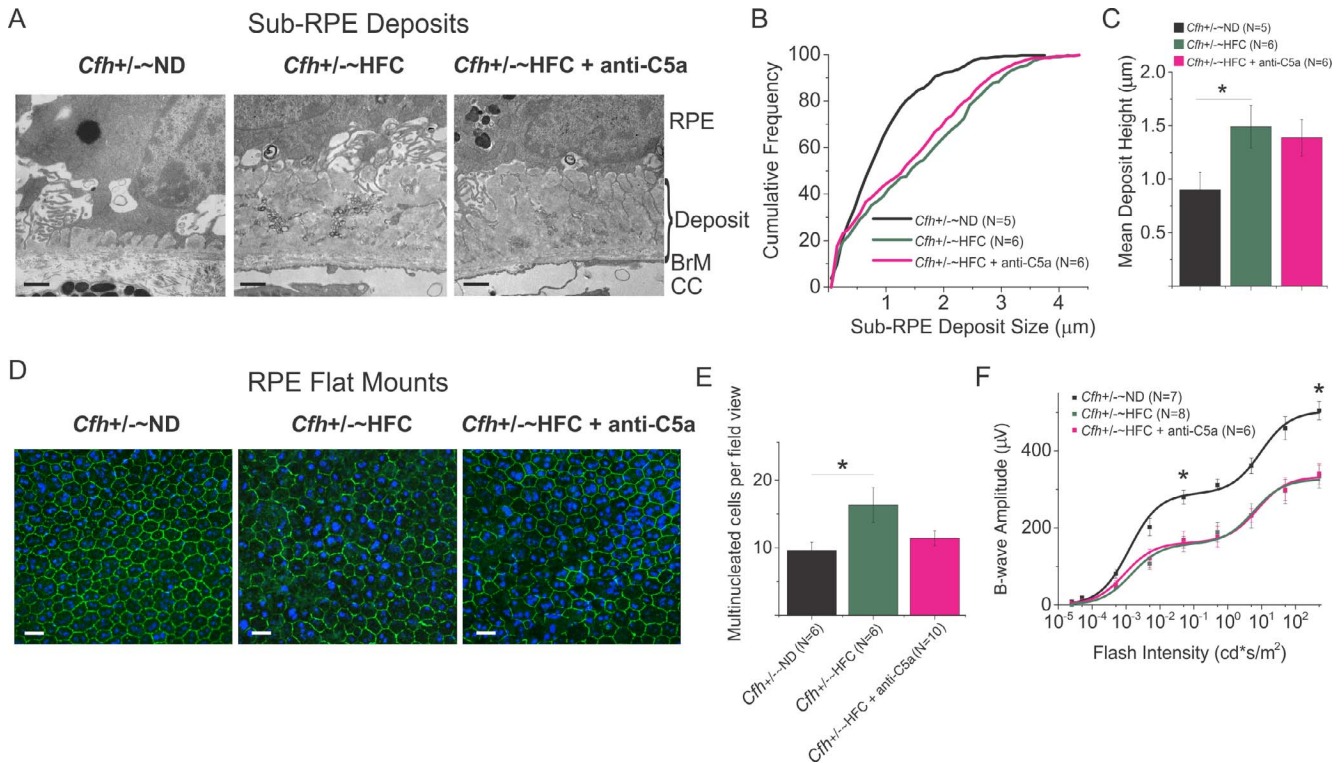 A
Sub-RPE Deposits
Cfh+/-~ND
Cfh+/-~HFC
Cfh+/-~HFC + anti-C5a
RPE
Deposit
BrM
CC
B
Cumulative Frequency
100
80
60
40
20
0
1
2
3
4
Sub-RPE Deposit Size (μm)
Cfh+/-~ND (N=5)
Cfh+/-~HFC (N=6)
Cfh+/-~HFC + anti-C5a (N=6)
C
Cfh+/-~ND (N=5)
Cfh+/-~HFC (N=6)
Cfh+/-~HFC + anti-C5a (N=6)
Mean Deposit Height (μm)
2.0
1.5
1.0
0.5
*
D
RPE Flat Mounts
Cfh+/-~ND
Cfh+/-~HFC
Cfh+/-~HFC + anti-C5a
E
Multinucleated cells per field view
20
10
0
*
Cfh+/-~ND (N=6)
Cfh+/-~HFC (N=6)
Cfh+/-~HFC + anti-C5a (N=10)
F
Cfh+/-~ND (N=7)
Cfh+/-~HFC (N=8)
Cfh+/-~HFC + anti-C5a (N=6)
*
*
B-wave Amplitude (μV)
400
200
0
10⁻⁵ 10⁻⁴ 10⁻³ 10⁻² 10⁻¹ 10⁰ 10¹ 10²
Flash Intensity (cd*s/m²)